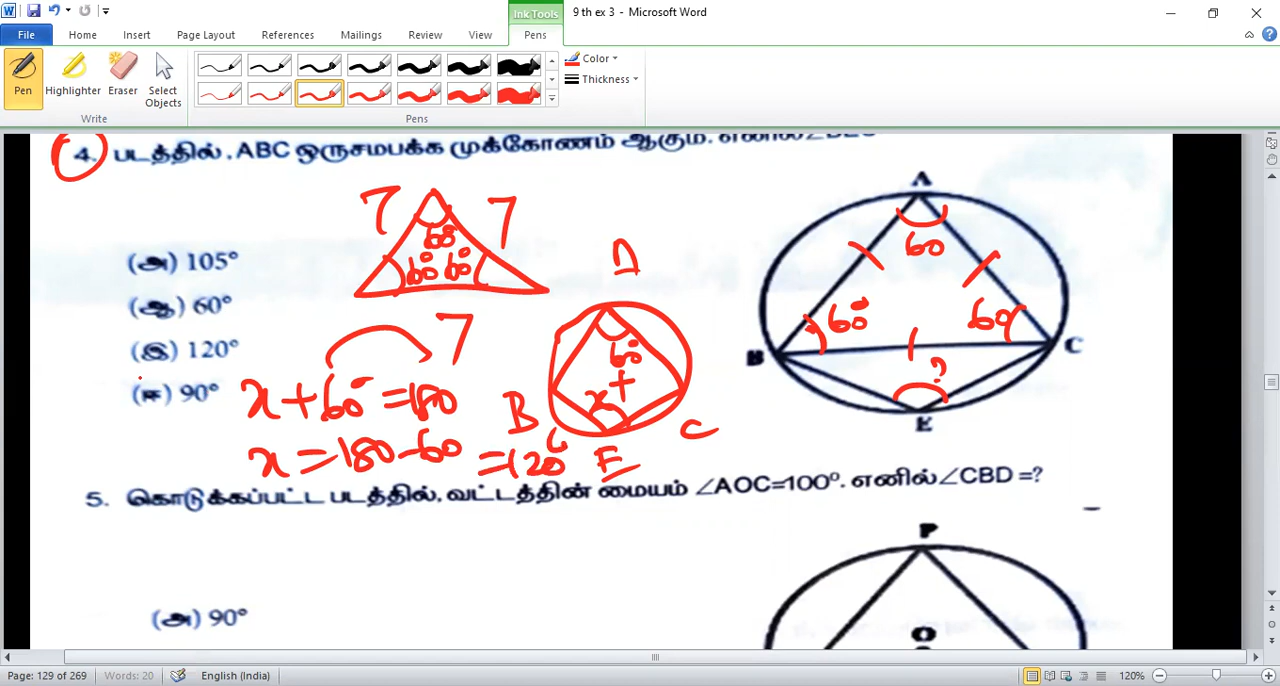 9 th ex 3 - Microsoft Word
Ink Tools
File Home Insert Page Layout References Mailings Review View Pens
Pen
Highlighter
Eraser
Select Objects
Color
Thickness
Write
Pens
4. படத்தில், ABC ஒருசமபக்க முக்கோணம் ஆகும். எனில்
(அ) 105°
(ஆ) 60°
(இ) 120°
(ஈ) 90°
7 7
60°
60° 60°
7
x + 60° = 180
x = 180 - 60 = 120°
60°
+
x
B
C
E
A
60
60° 60
B C
?
E
5. கொடுக்கப்பட்ட படத்தில், வட்டத்தின் மையம் ∠AOC=100°. எனில்∠CBD =?
P
O
(அ) 90°
Page: 129 of 269 Words: 20 English (India) 120%